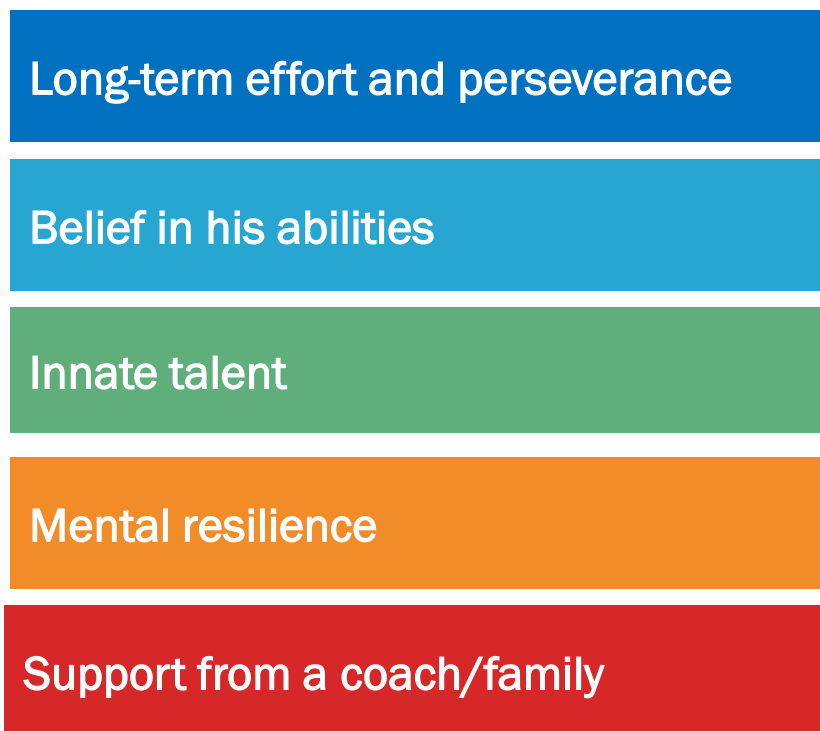 Long-term effort and perseverance
Belief in his abilities
Innate talent
Mental resilience
Support from a coach/family